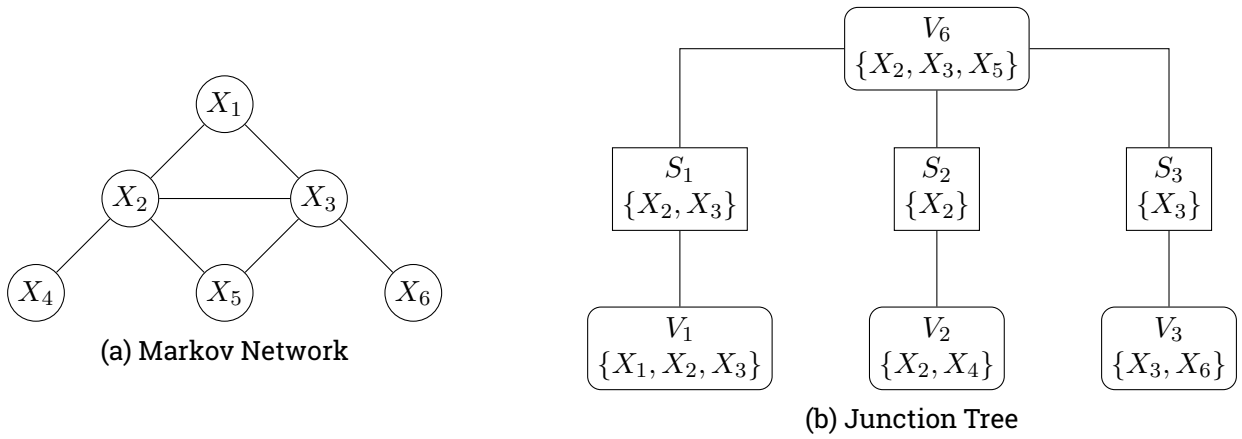 X₁
X₂
X₃
X₄
X₅
X₆
(a) Markov Network
V₆
{X₂, X₃, X₅}
S₁
{X₂, X₃}
S₂
{X₂}
S₃
{X₃}
V₁
{X₁, X₂, X₃}
V₂
{X₂, X₄}
V₃
{X₃, X₆}
(b) Junction Tree